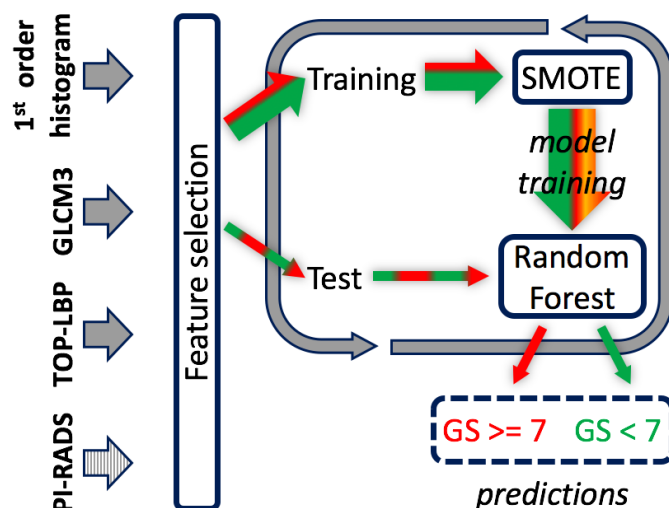 1st order
histogram
GLCM3
TOP-LBP
PI-RADS
Feature selection
Training
SMOTE
model
training
Test
Random
Forest
GS >= 7 GS < 7
predictions